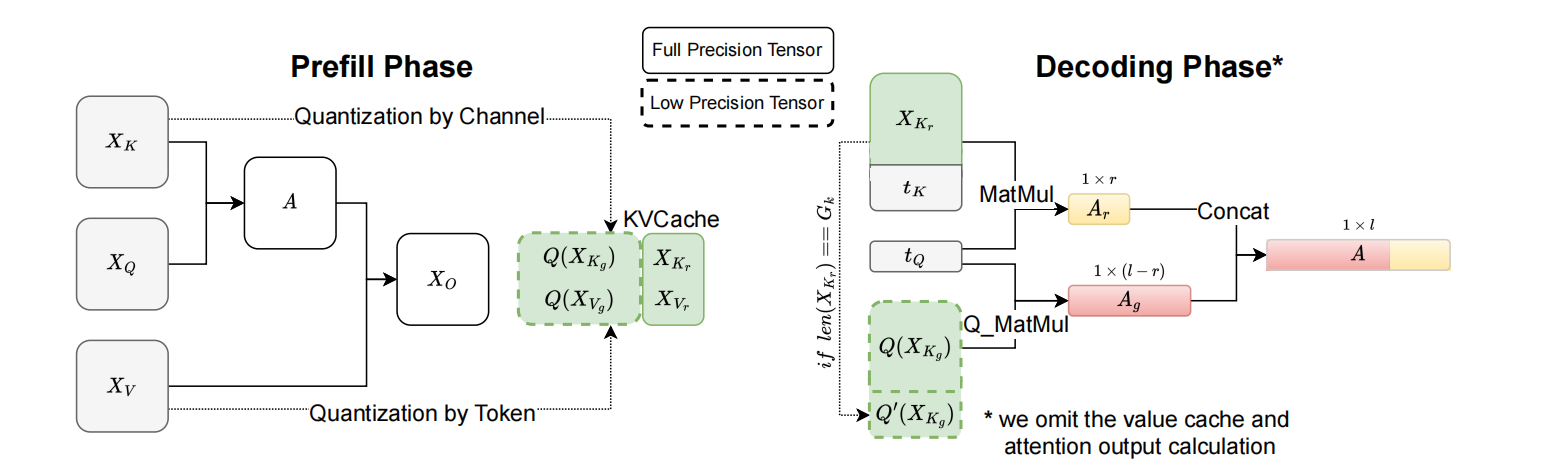 Prefill Phase
Full Precision Tensor
Low Precision Tensor
Decoding Phase*
X_K
Quantization by Channel
A
X_Q
X_O
KVCache
Q(X_{K_g})
X_{K_r}
Q(X_{V_g})
X_{V_r}
X_V
Quantization by Token
X_{K_r}
t_K
if len(X_{K_r}) == G_k
MatMul
1 × r
A_r
Concat
1 × l
A
t_Q
1 × (l − r)
A_g
Q_MatMul
Q(X_{K_g})
Q′(X_{K_g})
* we omit the value cache and
attention output calculation